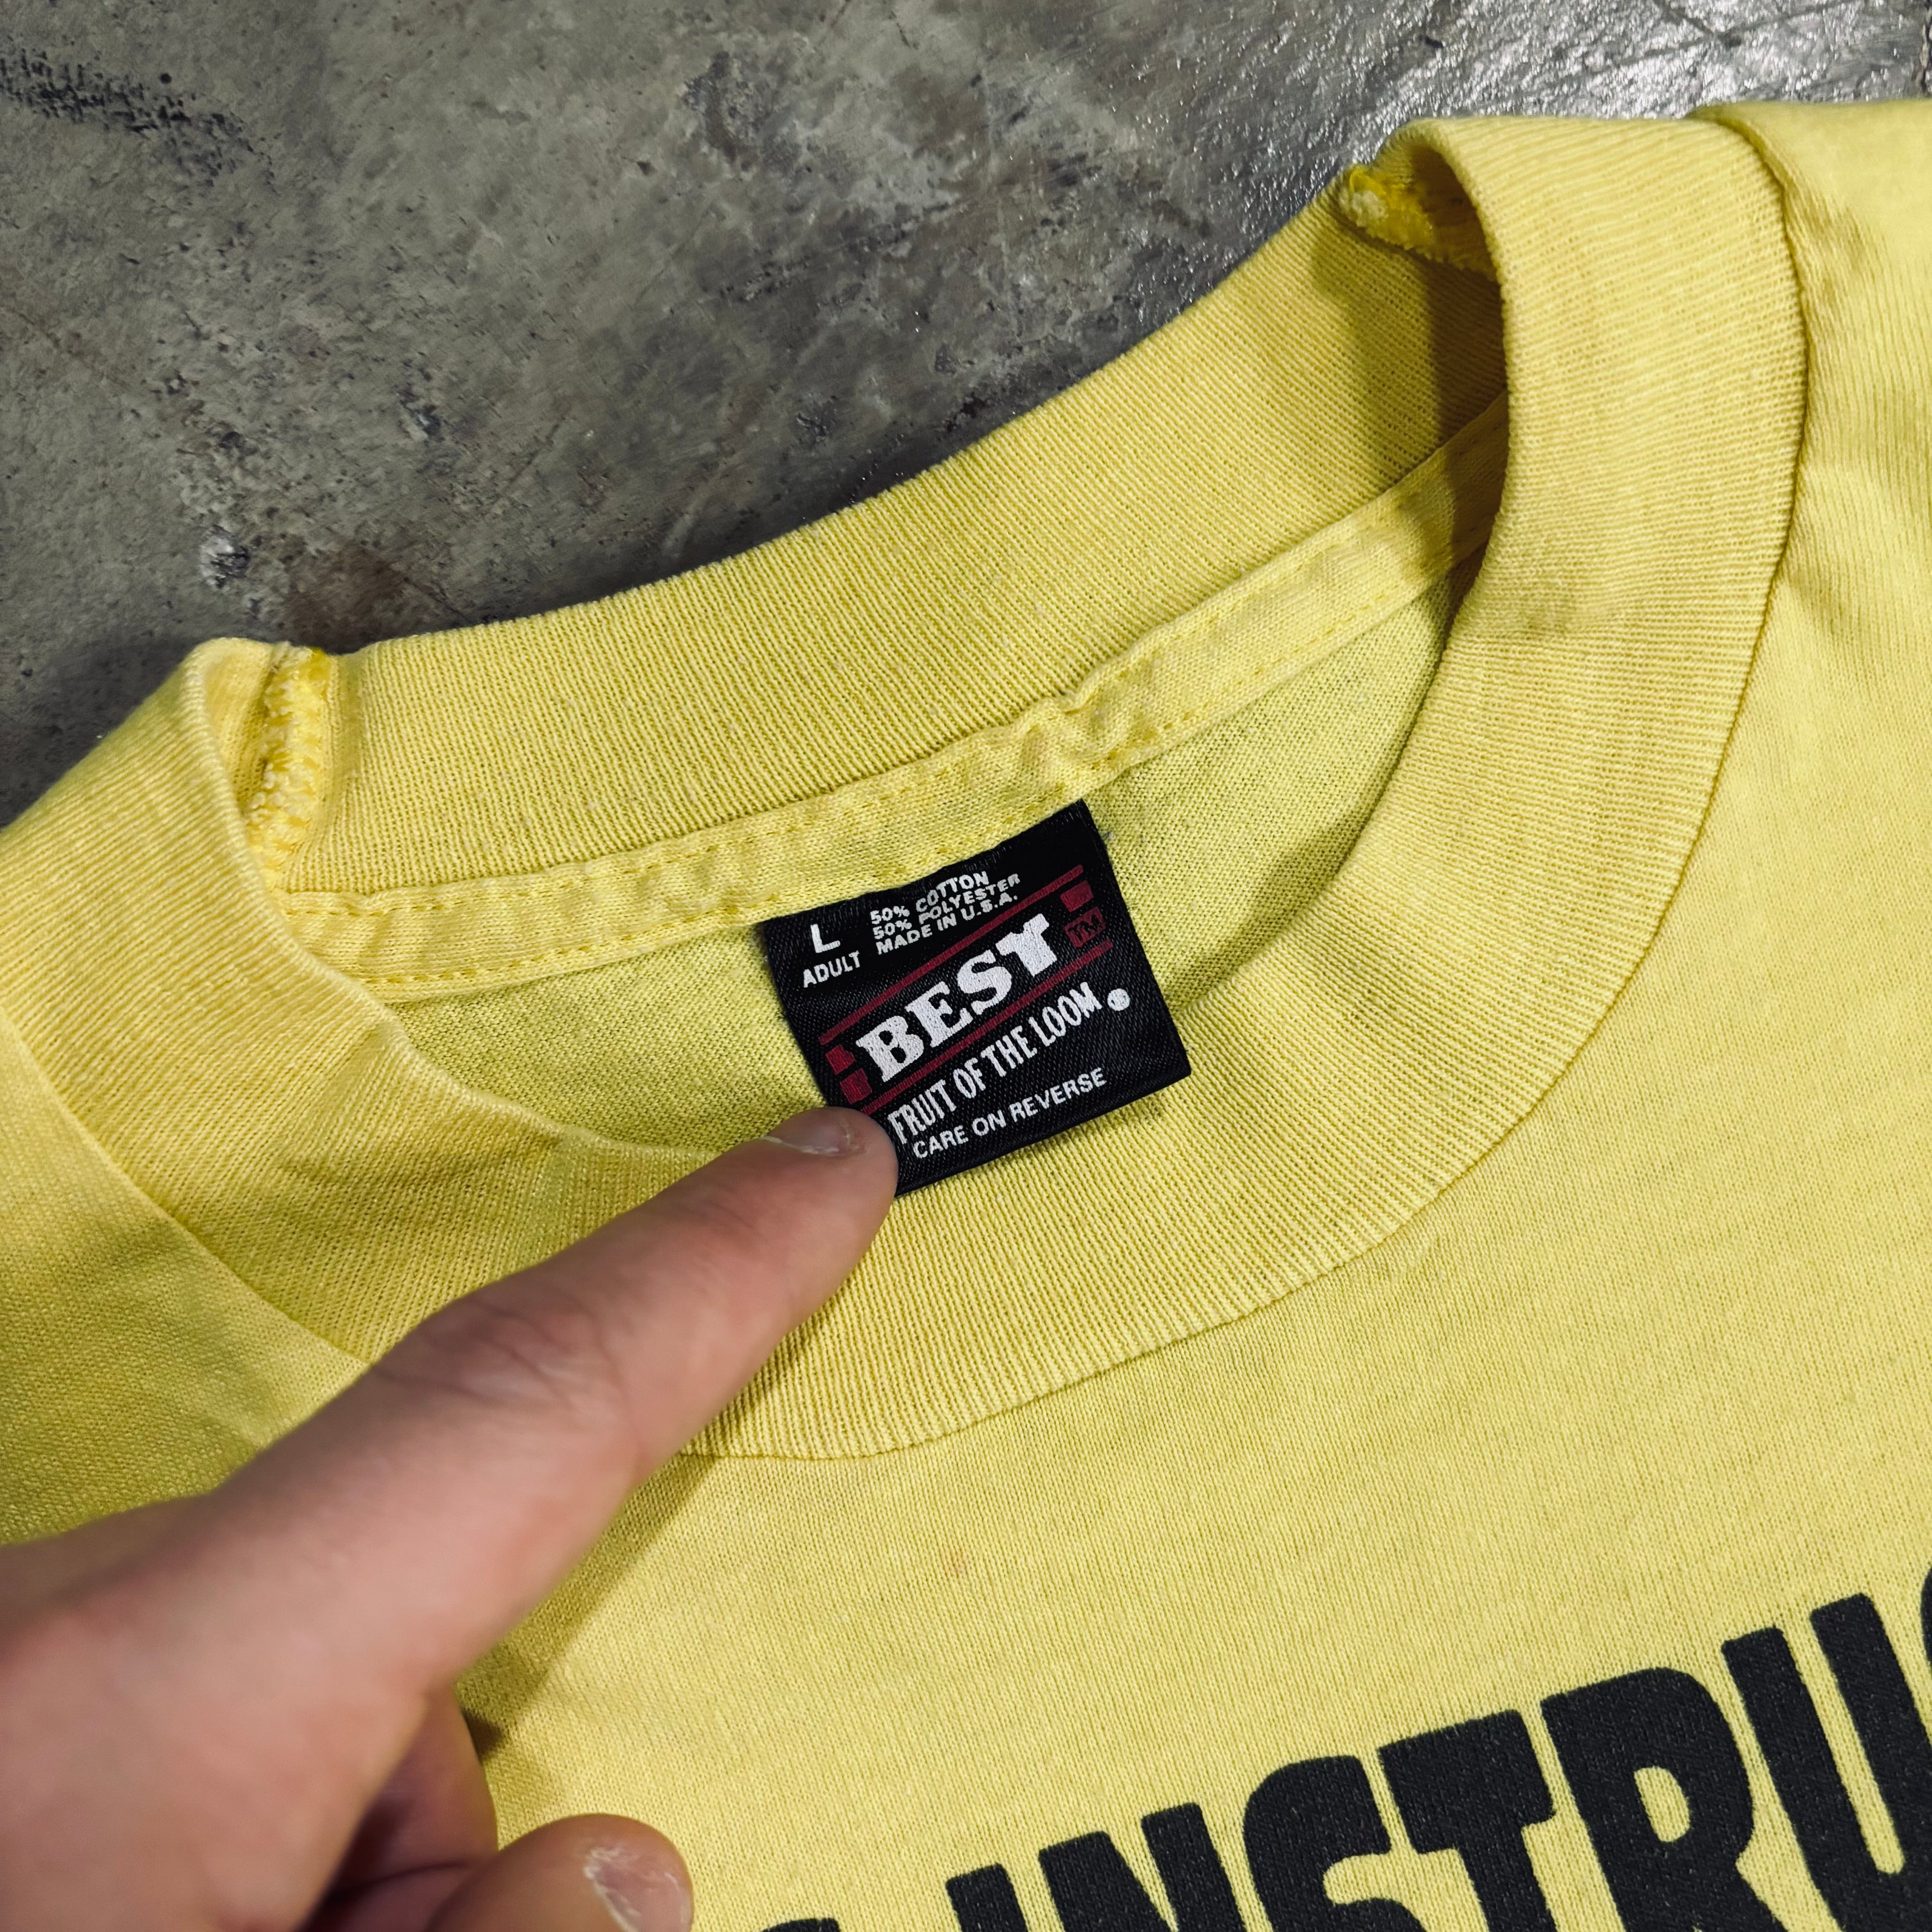 L
ADULT
50% COTTON
50% POLYESTER
MADE IN U.S.A.
BEST TM
FRUIT OF THE LOOM®
CARE ON REVERSE